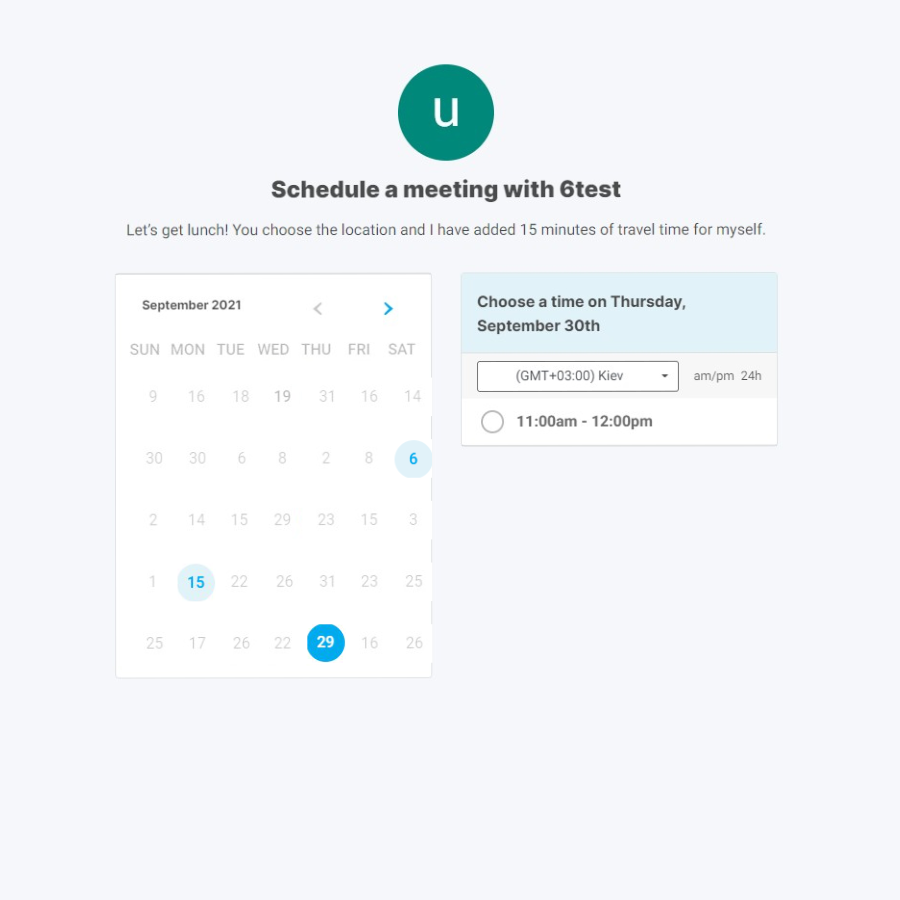 u
Schedule a meeting with 6test
Let's get lunch! You choose the location and I have added 15 minutes of travel time for myself.
September 2021
SUN MON TUE WED THU FRI SAT
9 16 18 19 31 16 14
30 30 6 8 2 8 6
2 14 15 29 23 15 3
1 15 22 26 31 23 25
25 17 26 22 29 16 26
Choose a time on Thursday,
September 30th
(GMT+03:00) Kiev am/pm 24h
11:00am - 12:00pm